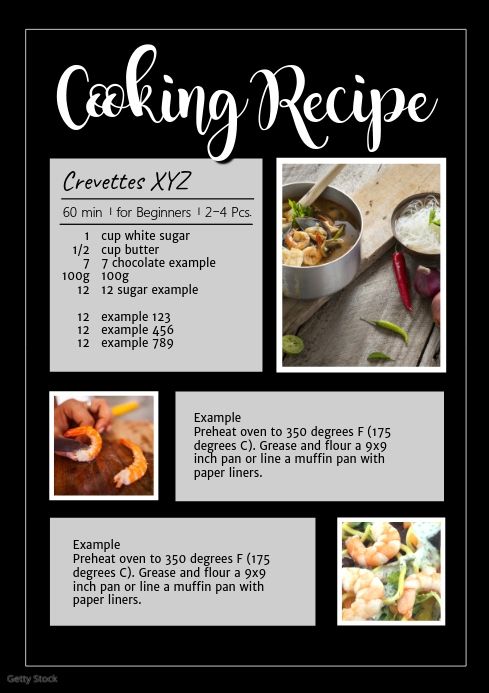 Cooking Recipe
Crevettes XYZ
60 min | for Beginners | 2-4 Pcs.
1 cup white sugar
1/2 cup butter
7 7 chocolate example
100g 100g
12 12 sugar example
12 example 123
12 example 456
12 example 789
Example
Preheat oven to 350 degrees F (175
degrees C). Grease and flour a 9x9
inch pan or line a muffin pan with
paper liners.
Example
Preheat oven to 350 degrees F (175
degrees C). Grease and flour a 9x9
inch pan or line a muffin pan with
paper liners.
Getty Stock